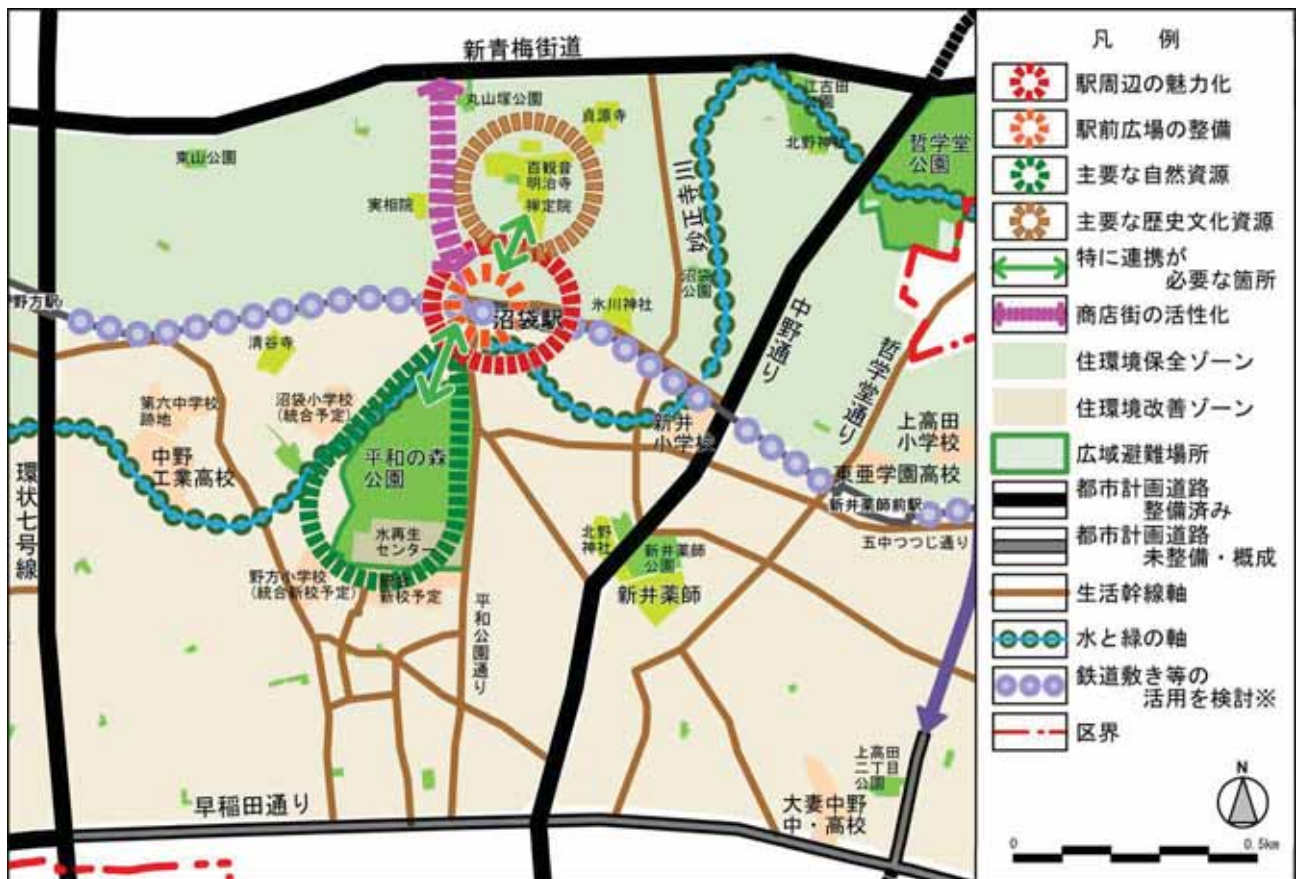 新青梅街道
丸山塚公園
貞源寺
江古田
公園
北野神社
哲学堂
公園
東山公園
百観音
明治寺
実相院
禅定院
妙正寺川
沼袋
公園
野方駅
沼袋駅
氷川神社
中野通り
哲学堂通り
清谷寺
第六中学校
跡地
沼袋小学校
(統合予定)
中野
工業高校
平和の森
公園
新井
小学校
上高田
小学校
東亜学園高校
新井薬師前駅
五中つつじ通り
環状七号線
水再生
センター
北野
神社
新井薬師
公園
新井薬師
野方小学校
(統合新校予定)
新校予定
平和公園通り
早稲田通り
上高田
二丁目
公園
大妻中野
中・高校
凡 例
駅周辺の魅力化
駅前広場の整備
主要な自然資源
主要な歴史文化資源
特に連携が
必要な箇所
商店街の活性化
住環境保全ゾーン
住環境改善ゾーン
広域避難場所
都市計画道路
整備済み
都市計画道路
未整備・概成
生活幹線軸
水と緑の軸
鉄道敷き等の
活用を検討※
区界
N
0 0.5km